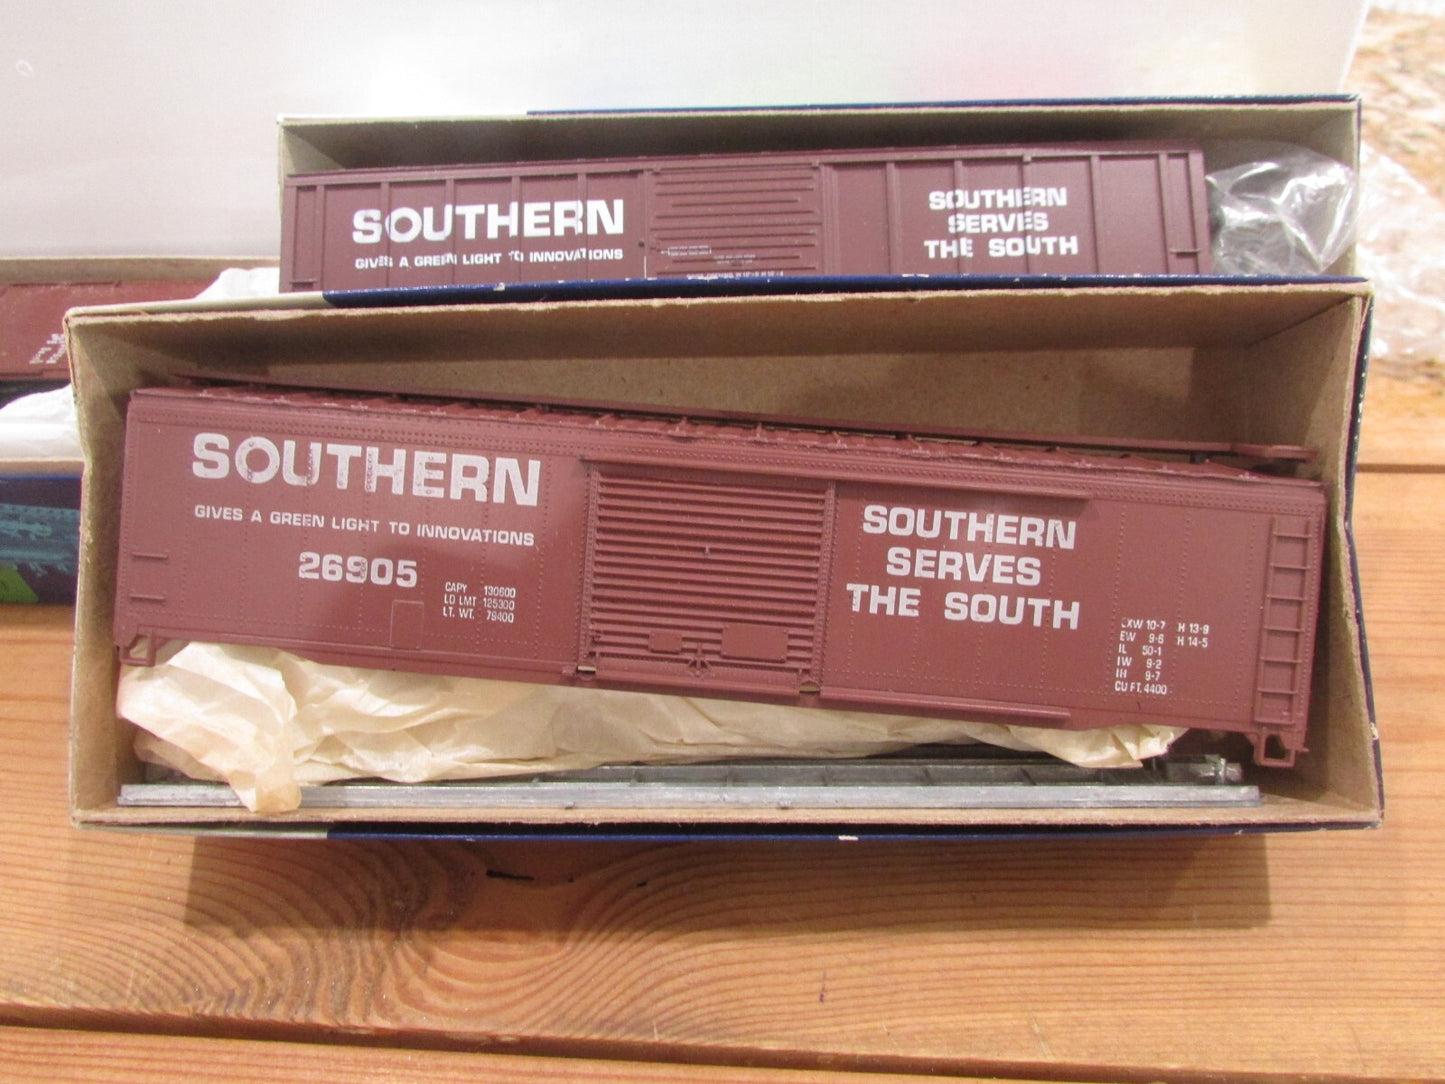 SOUTHERN
GIVES A GREEN LIGHT TO INNOVATIONS
SOUTHERN
SERVES
THE SOUTH
SOUTHERN
GIVES A GREEN LIGHT TO INNOVATIONS
26905
CAPY 130600
LD LMT 125300
LT. WT. 79400
SOUTHERN
SERVES
THE SOUTH
EXW 10-7 H 13-9
EW 9-6 H 14-5
IL 50-1
IW 9-2
IH 9-7
CU FT. 4400